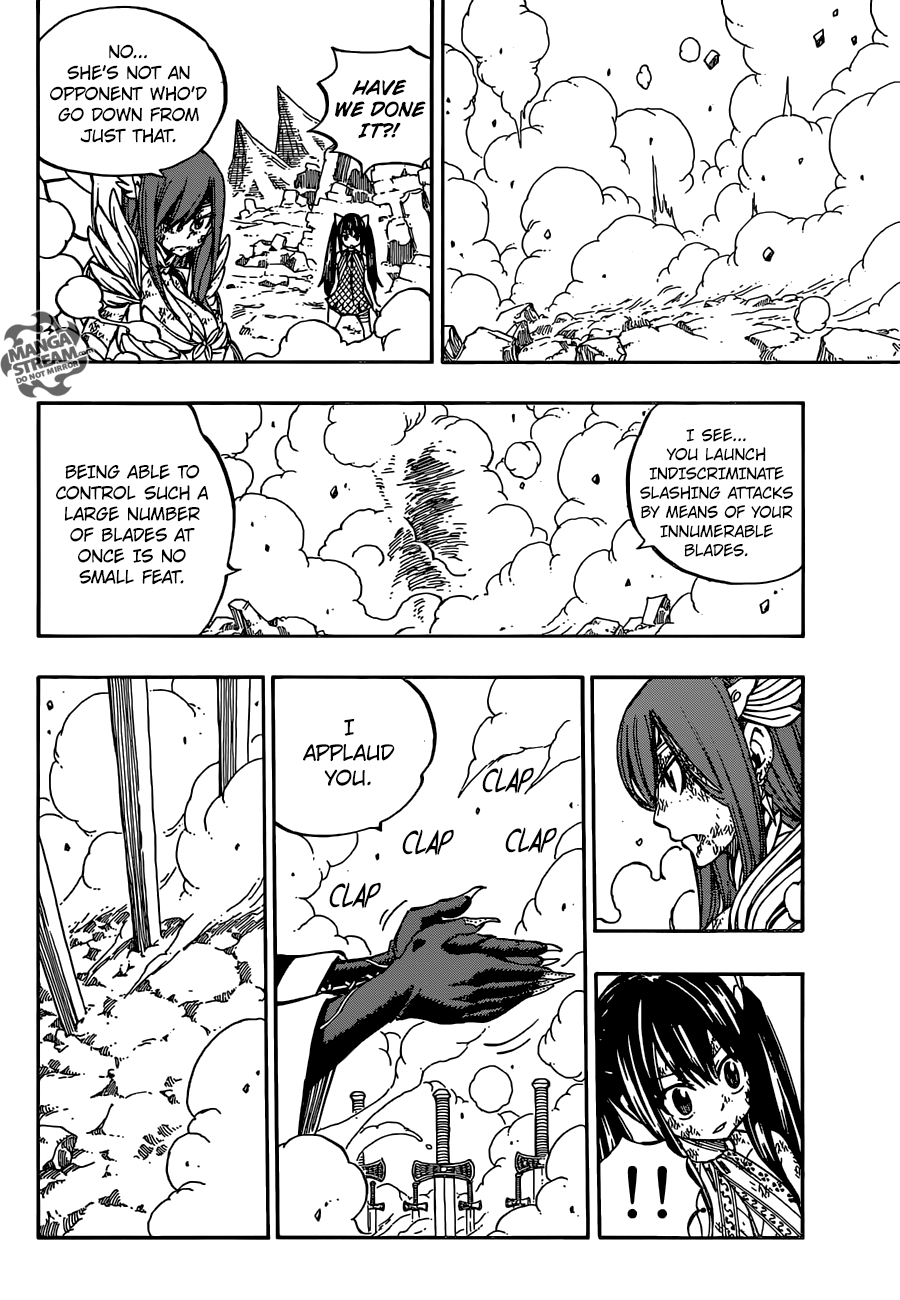 HAVE
WE DONE
IT?!
NO...
SHE'S NOT AN
OPPONENT WHO'D
GO DOWN FROM
JUST THAT.
MANGA
STREAM.com
DO NOT MIRROR
I SEE...
YOU LAUNCH
INDISCRIMINATE
SLASHING ATTACKS
BY MEANS OF YOUR
INNUMERABLE
BLADES.
BEING ABLE TO
CONTROL SUCH A
LARGE NUMBER
OF BLADES AT
ONCE IS NO
SMALL FEAT.
I
APPLAUD
YOU.
CLAP
CLAP
CLAP
CLAP
!!